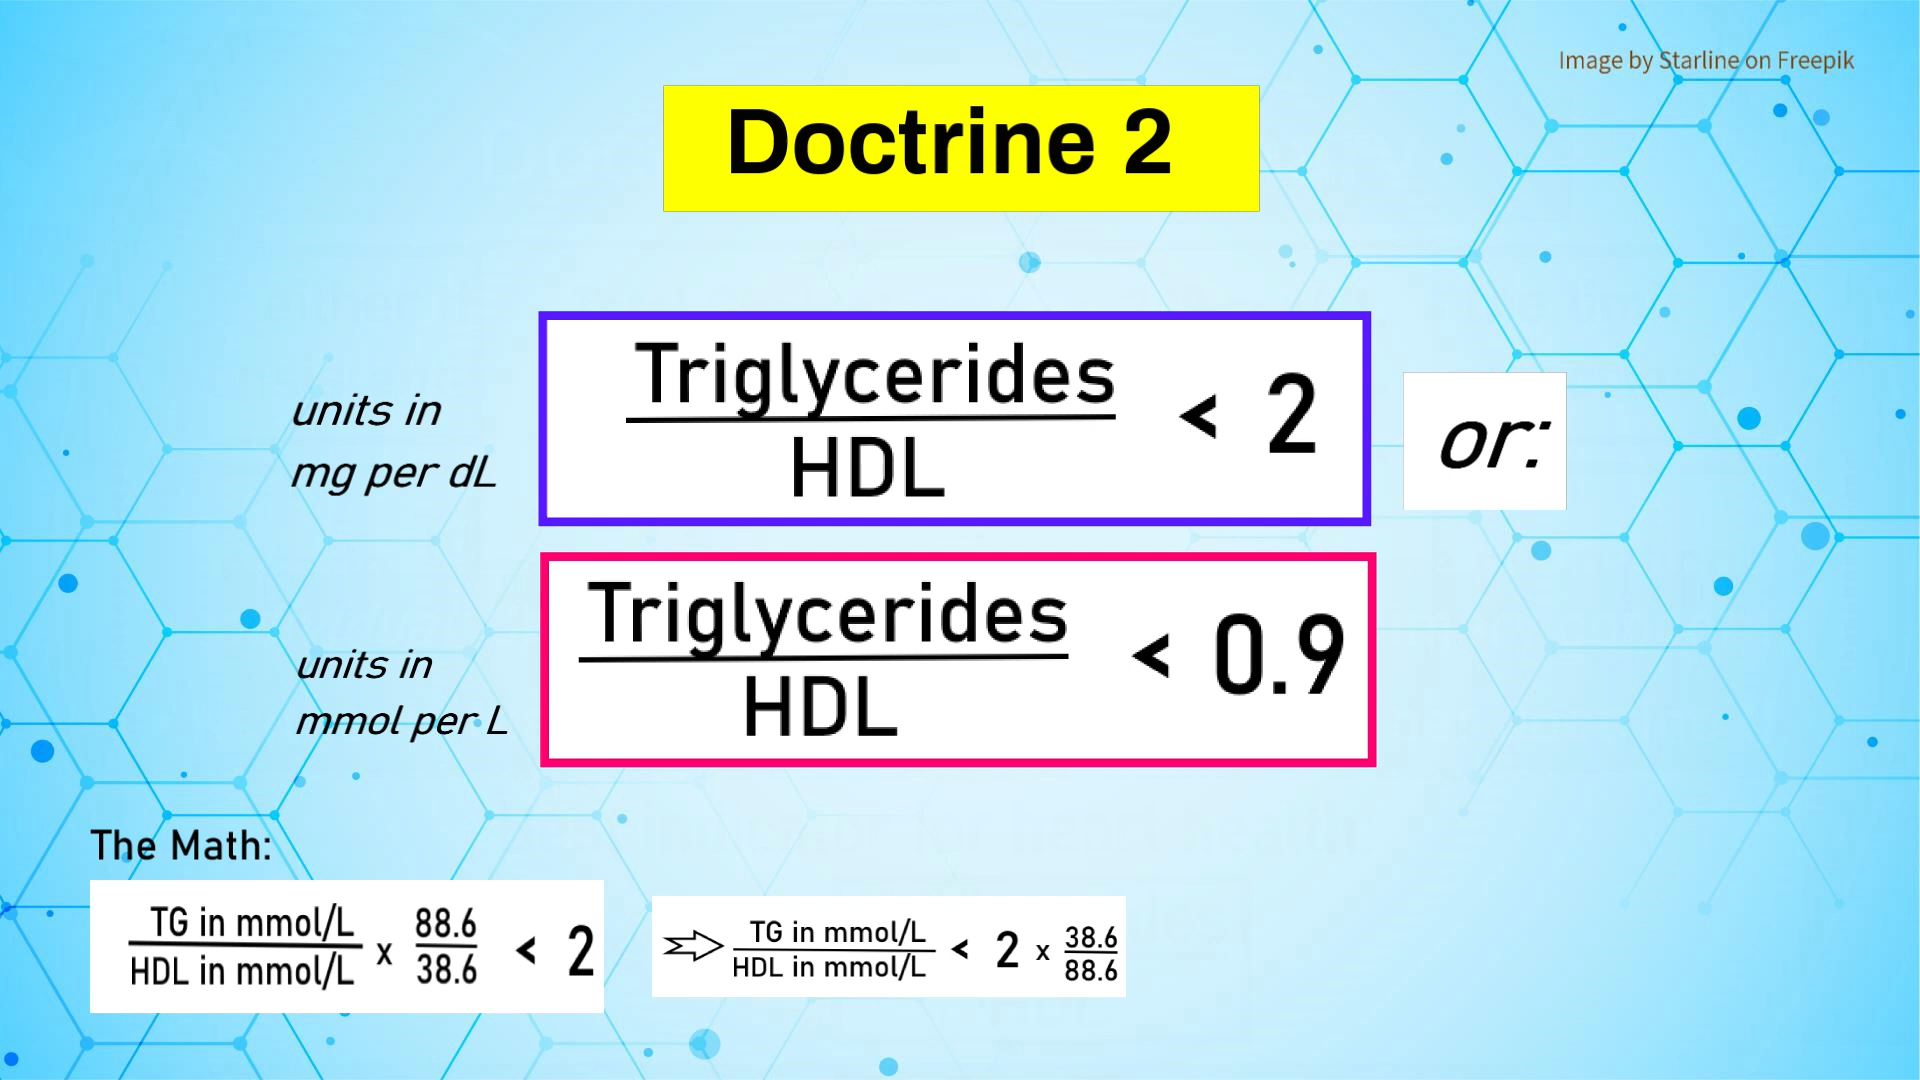 Image by Starline on Freepik
Doctrine 2
units in
mg per dL
Triglycerides
HDL
< 2
or:
units in
mmol per L
Triglycerides
HDL
< 0.9
The Math:
TG in mmol/L
HDL in mmol/L
x
88.6
38.6
< 2
TG in mmol/L
HDL in mmol/L
< 2 x
38.6
88.6